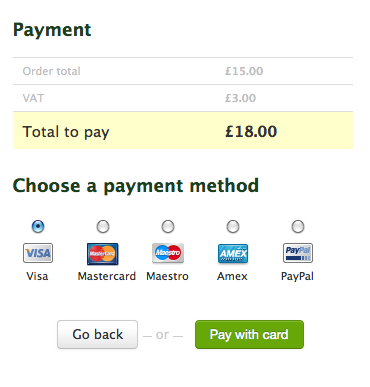 Payment
Order total £15.00
VAT £3.00
Total to pay £18.00
Choose a payment method
VISA MasterCard Maestro AMEX PayPal
Visa Mastercard Maestro Amex PayPal
Go back — or — Pay with card